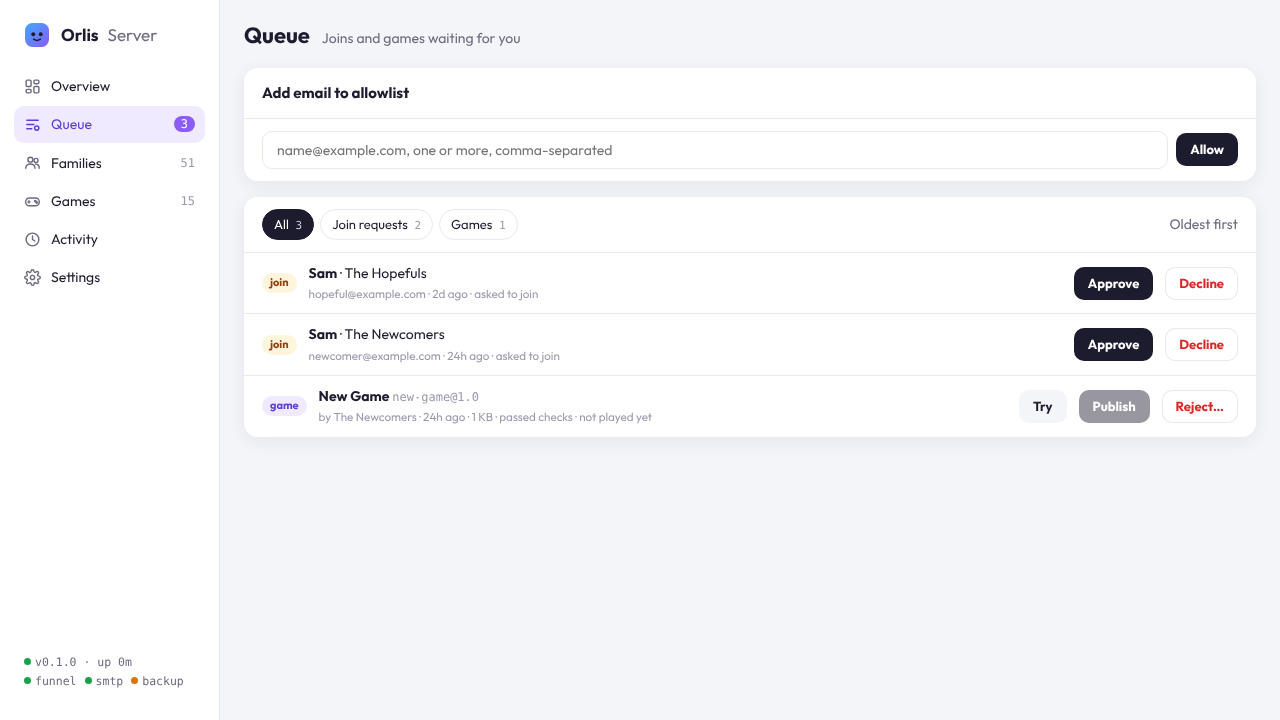 Orlis Server
Overview
Queue 3
Families 51
Games 15
Activity
Settings
v0.1.0 · up 0m
funnel smtp backup
Queue Joins and games waiting for you
Add email to allowlist
name@example.com, one or more, comma-separated Allow
All 3 Join requests 2 Games 1 Oldest first
join Sam · The Hopefuls
hopeful@example.com · 2d ago · asked to join
Approve Decline
join Sam · The Newcomers
newcomer@example.com · 24h ago · asked to join
Approve Decline
game New Game new-game@1.0
by The Newcomers · 24h ago · 1 KB · passed checks · not played yet
Try Publish Reject...